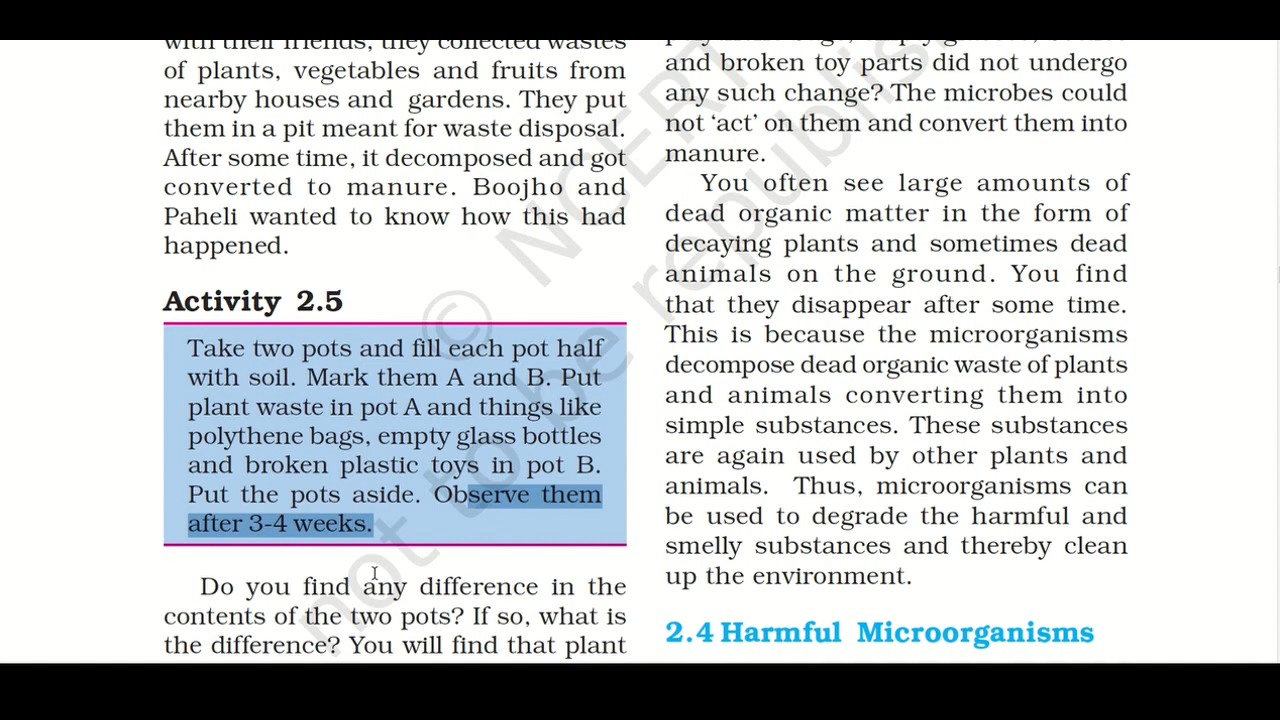 with their friends, they collected wastes
of plants, vegetables and fruits from
nearby houses and gardens. They put
them in a pit meant for waste disposal.
After some time, it decomposed and got
converted to manure. Boojho and
Paheli wanted to know how this had
happened.
Activity 2.5
Take two pots and fill each pot half
with soil. Mark them A and B. Put
plant waste in pot A and things like
polythene bags, empty glass bottles
and broken plastic toys in pot B.
Put the pots aside. Observe them
after 3-4 weeks.
Do you find any difference in the
contents of the two pots? If so, what is
the difference? You will find that plant
and broken toy parts did not undergo
any such change? The microbes could
not ‘act’ on them and convert them into
manure.
You often see large amounts of
dead organic matter in the form of
decaying plants and sometimes dead
animals on the ground. You find
that they disappear after some time.
This is because the microorganisms
decompose dead organic waste of plants
and animals converting them into
simple substances. These substances
are again used by other plants and
animals. Thus, microorganisms can
be used to degrade the harmful and
smelly substances and thereby clean
up the environment.
2.4 Harmful Microorganisms
© NCERT
not to be republis